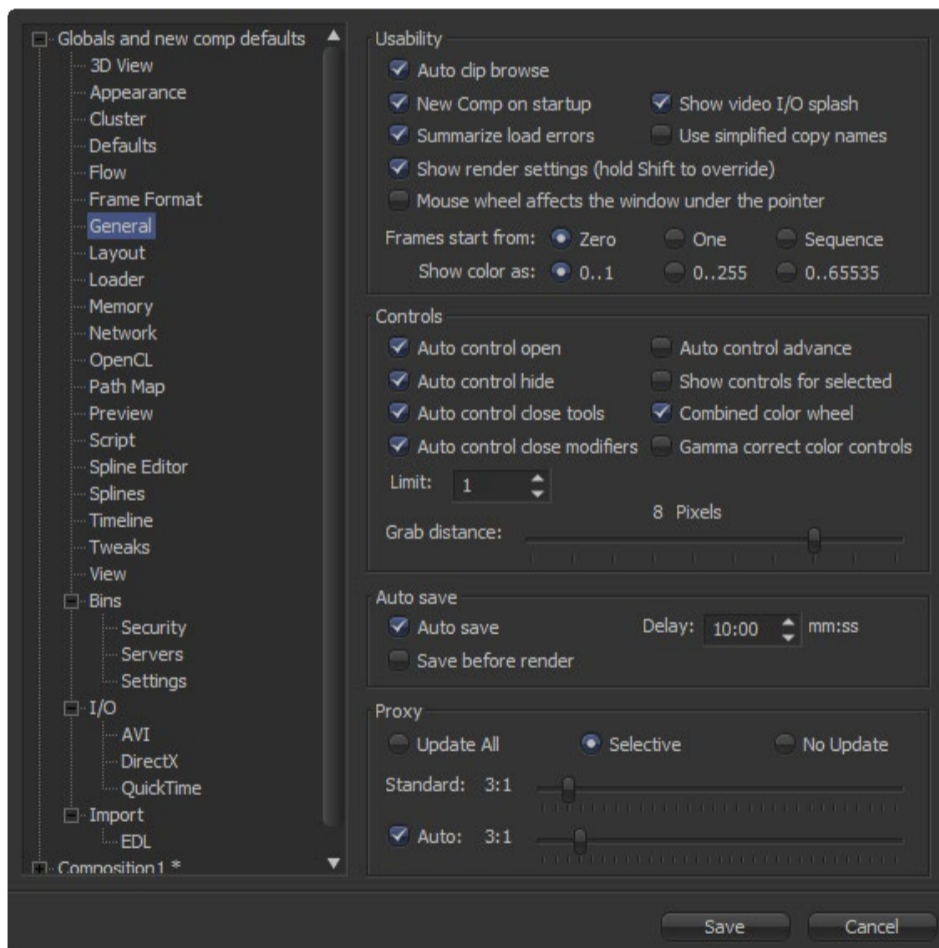 Globals and new comp defaults
3D View
Appearance
Cluster
Defaults
Flow
Frame Format
General
Layout
Loader
Memory
Network
OpenCL
Path Map
Preview
Script
Spline Editor
Splines
Timeline
Tweaks
View
Bins
Security
Servers
Settings
I/O
AVI
DirectX
QuickTime
Import
EDL
Composition1 *
Usability
Auto clip browse
New Comp on startup Show video I/O splash
Summarize load errors Use simplified copy names
Show render settings (hold Shift to override)
Mouse wheel affects the window under the pointer
Frames start from: Zero One Sequence
Show color as: 0..1 0..255 0..65535
Controls
Auto control open Auto control advance
Auto control hide Show controls for selected
Auto control close tools Combined color wheel
Auto control close modifiers Gamma correct color controls
Limit: 1
8 Pixels
Grab distance:
Auto save
Auto save Delay: 10:00 mm:ss
Save before render
Proxy
Update All Selective No Update
Standard: 3:1
Auto: 3:1
Save Cancel